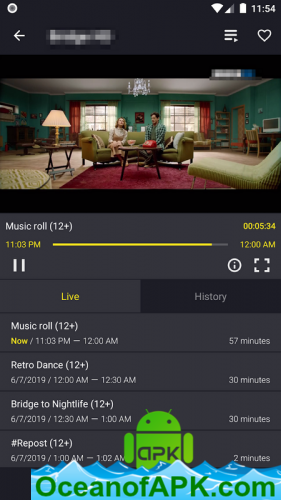 11:54
Music roll (12+)
00:05:34
11:03 PM
12:00 AM
Live
History
Music roll (12+)
Now / 11:03 PM — 12:00 AM
57 minutes
Retro Dance (12+)
6/7/2019 / 12:00 AM — 12:30 AM
30 minutes
Bridge to Nightlife (12+)
6/7/2019 / 12:30 AM — 1:00 AM
30 minutes
#Repost (12+)
6/7/2019 / 1:00 AM — 1:02 AM
2 minutes
APK
OceanofAPK.com